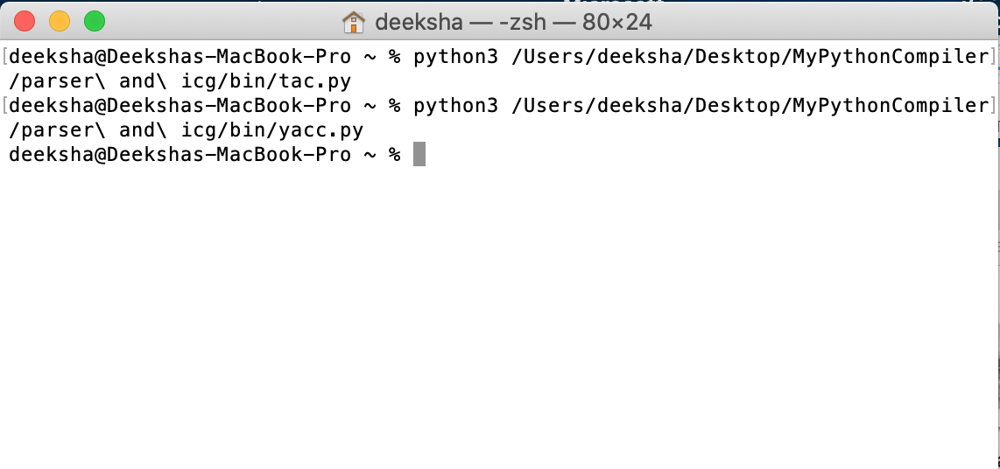 deeksha — -zsh — 80×24
[deeksha@Deekshas-MacBook-Pro ~ % python3 /Users/deeksha/Desktop/MyPythonCompiler]
/parser\ and\ icg/bin/tac.py
[deeksha@Deekshas-MacBook-Pro ~ % python3 /Users/deeksha/Desktop/MyPythonCompiler]
/parser\ and\ icg/bin/yacc.py
deeksha@Deekshas-MacBook-Pro ~ %